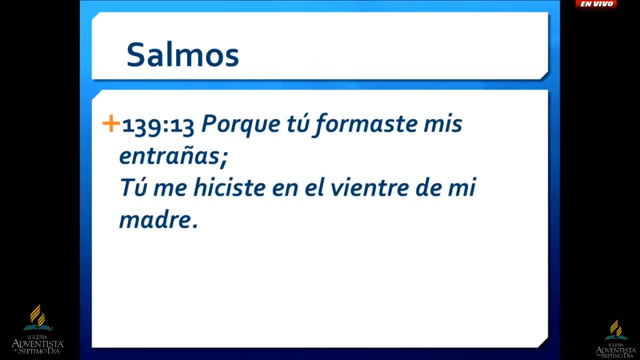 EN VIVO
Salmos
139:13 Porque tú formaste mis
entrañas;
Tú me hiciste en el vientre de mi
madre.
IGLESIA
ADVENTISTA
DEL SÉPTIMO DÍA
IGLESIA
ADVENTISTA
DEL SÉPTIMO DÍA